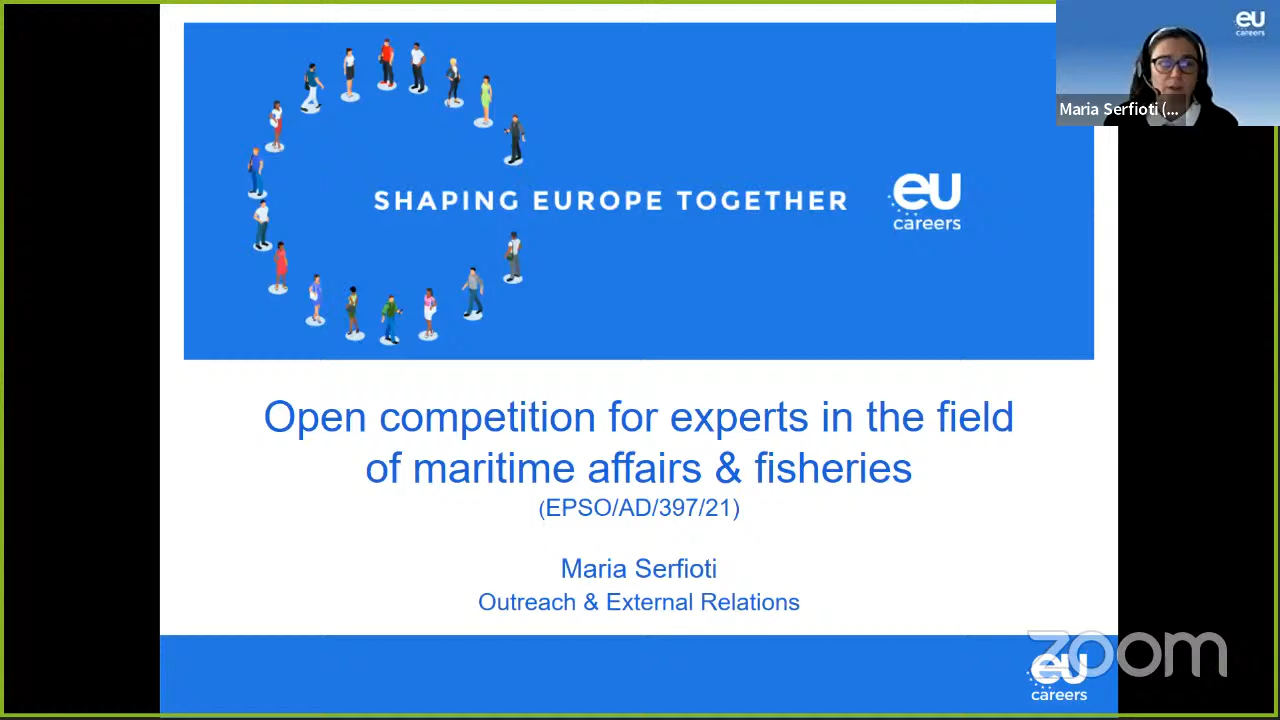 eu
careers
Maria Serfioti (...
SHAPING EUROPE TOGETHER
eu
careers
Open competition for experts in the field
of maritime affairs & fisheries
(EPSO/AD/397/21)
Maria Serfioti
Outreach & External Relations
zoom
eu
careers